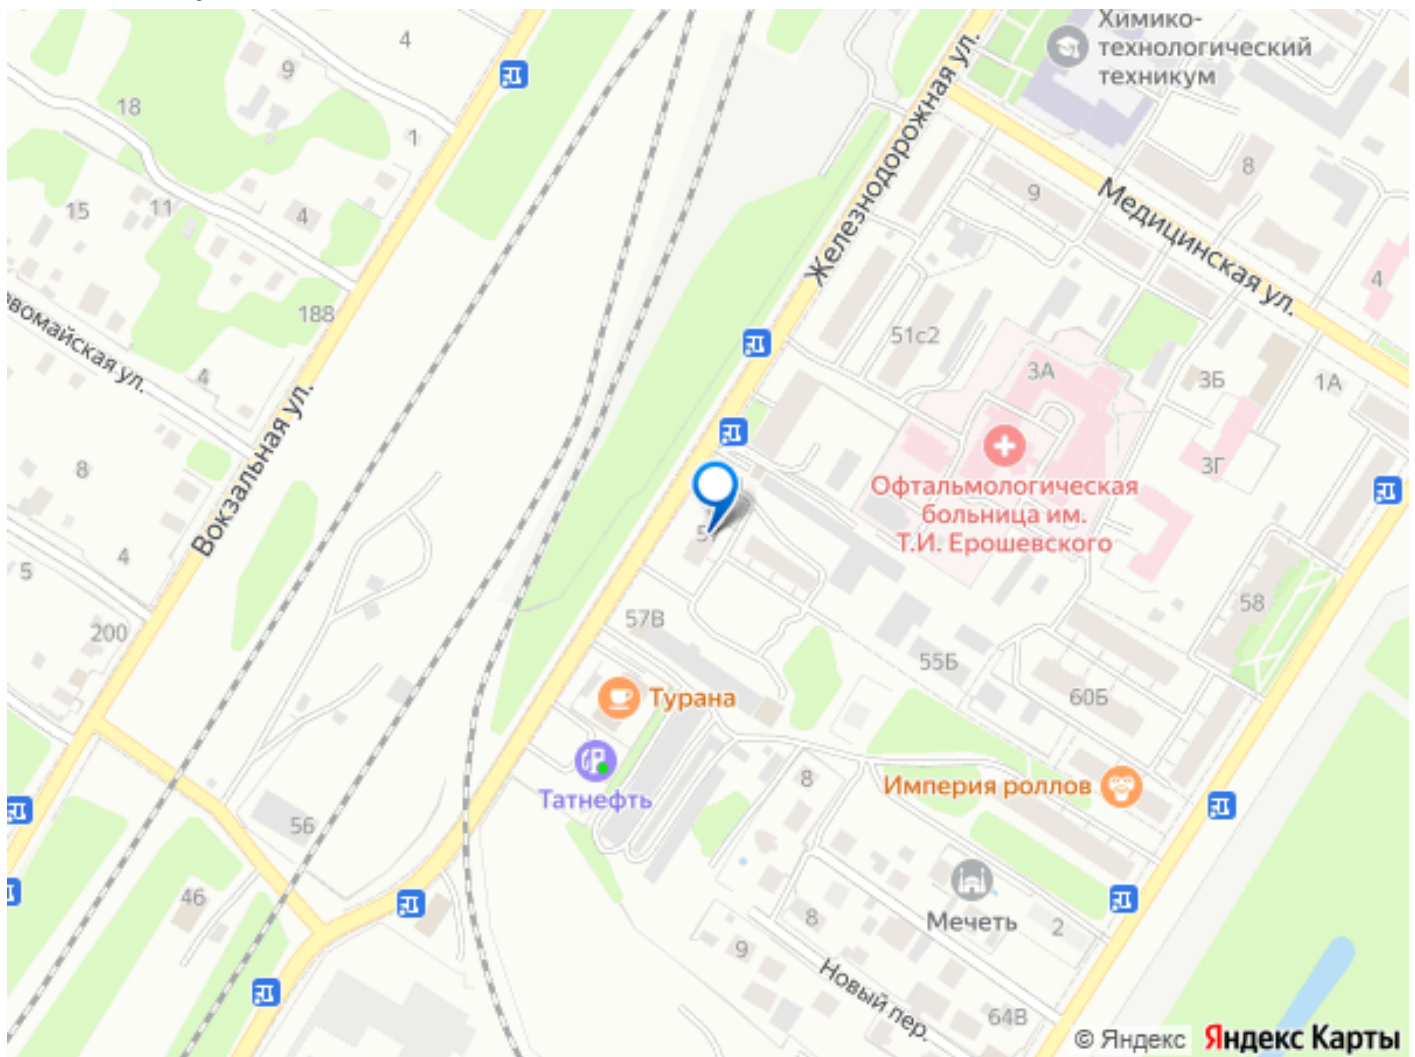 Химико-
технологический
техникум
4
9
18
1
Железнодорожная ул.
8
9
Медицинская ул.
15
11
4
4
188
51с2
3А
3Б
1А
4
Вокзальная ул.
8
3Г
Офтальмологическая
больница им.
Т.И. Ерошевского
4
5
200
57В
58
55Б
60Б
Турана
Татнефть
8
Империя роллов
56
46
Мечеть
8
2
9
Новый пер.
64В
© Яндекс
Яндекс Карты